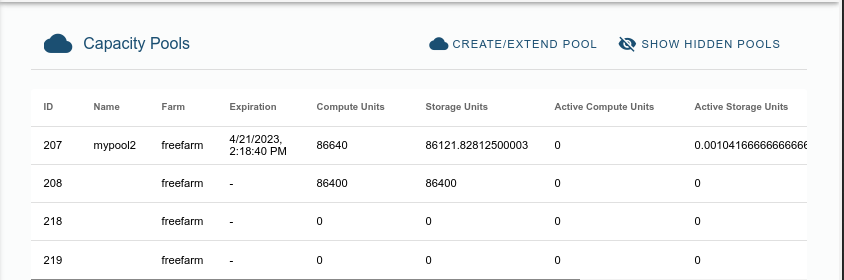 Capacity Pools CREATE/EXTEND POOL SHOW HIDDEN POOLS
ID Name Farm Expiration Compute Units Storage Units Active Compute Units Active Storage Units
207 mypool2 freefarm 4/21/2023, 2:18:40 PM 86640 86121.82812500003 0 0.00104166666666666
208 freefarm - 86400 86400 0 0
218 freefarm - 0 0 0 0
219 freefarm - 0 0 0 0